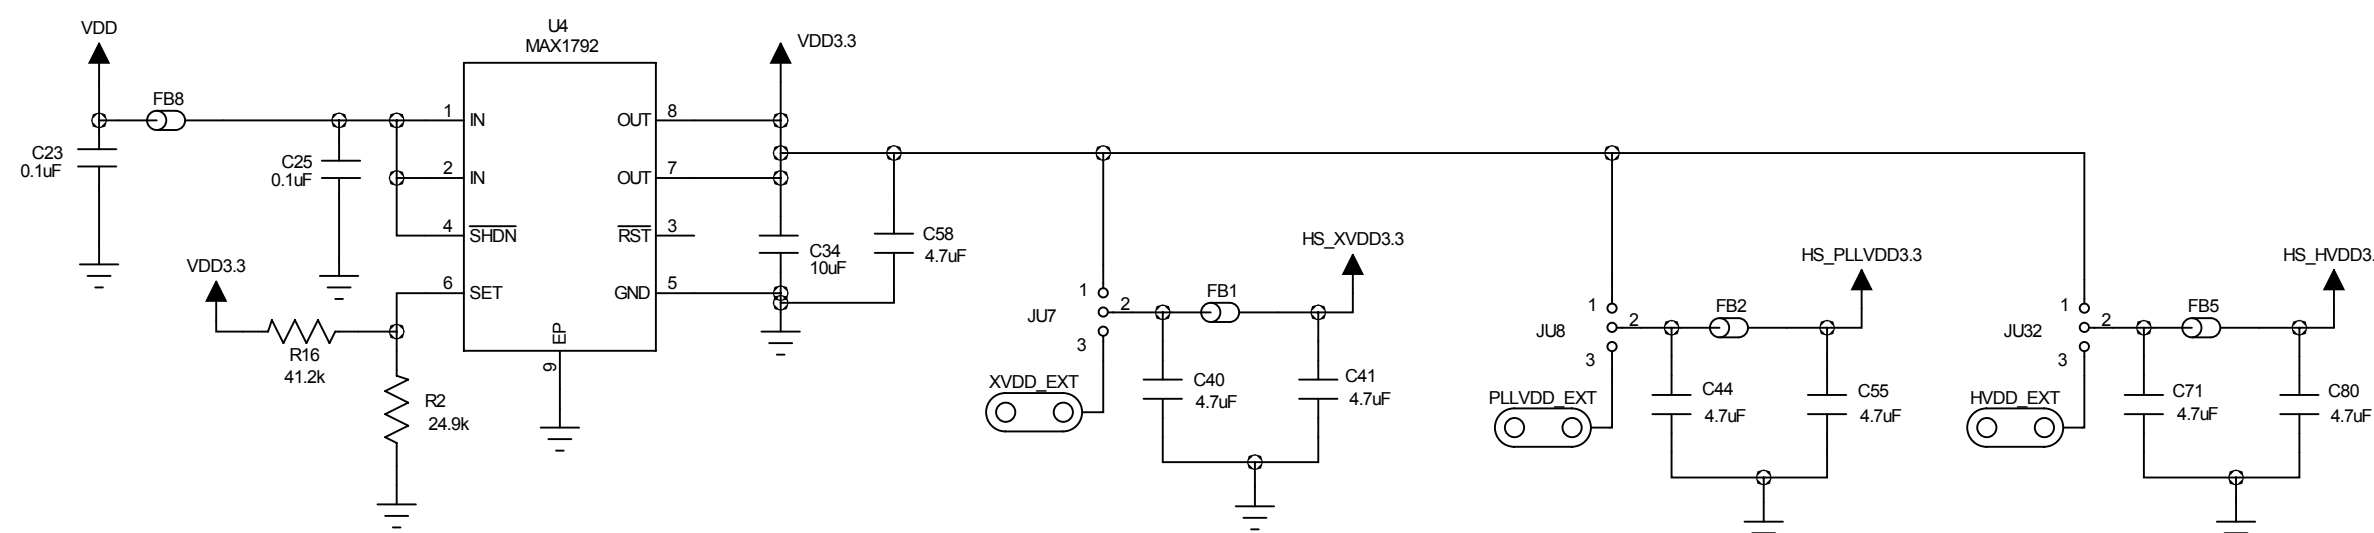 VDD
FB8
C23
0.1uF
C25
0.1uF
U4
MAX1792
1
IN
2
IN
4
SHDN
6
SET
EP
9
OUT
8
OUT
7
RST
3
GND
5
VDD3.3
R16
41.2k
R2
24.9k
VDD3.3
C34
10uF
C58
4.7uF
JU7
1
2
3
XVDD_EXT
FB1
HS_XVDD3.3
C40
4.7uF
C41
4.7uF
JU8
1
2
3
PLLVDD_EXT
FB2
HS_PLLVDD3.3
C44
4.7uF
C55
4.7uF
JU32
1
2
3
HVDD_EXT
FB5
HS_HVDD3.
C71
4.7uF
C80
4.7uF